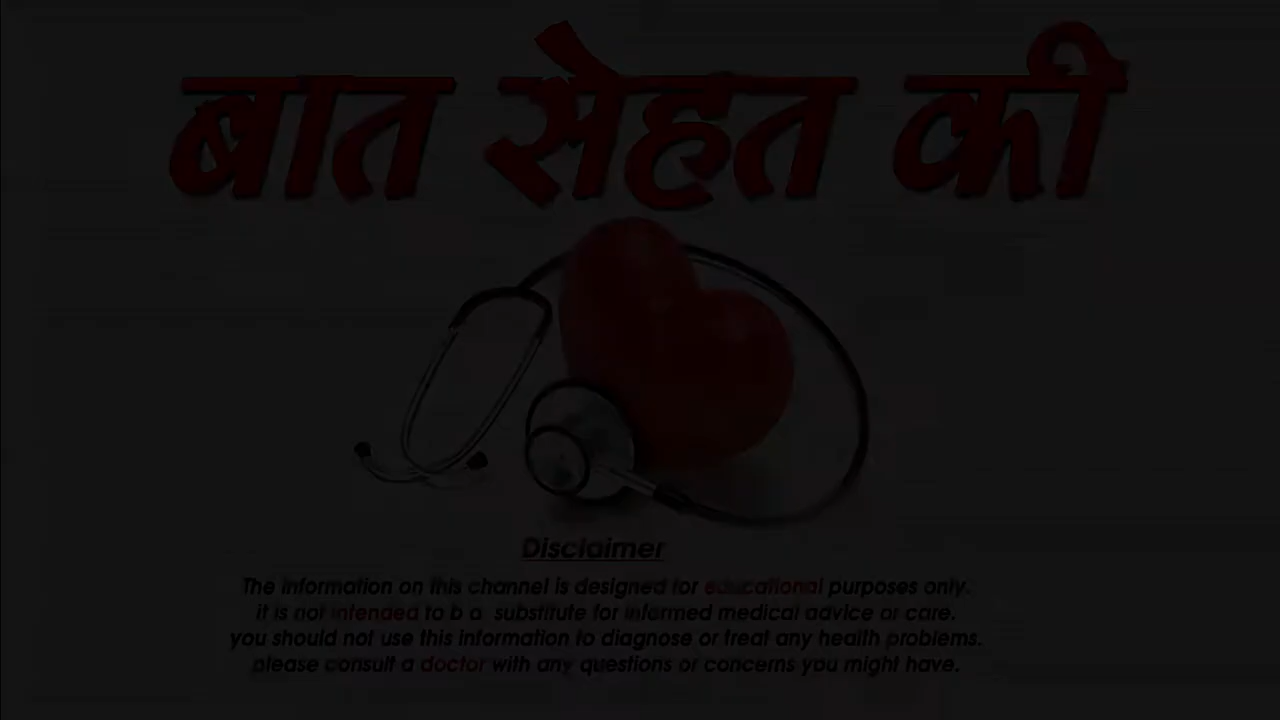 बात सेहत की
Disclaimer
The information on this channel is designed for educational purposes only.
it is not intended to b a substitute for informed medical advice or care.
you should not use this information to diagnose or treat any health problems.
please consult a doctor with any questions or concerns you might have.